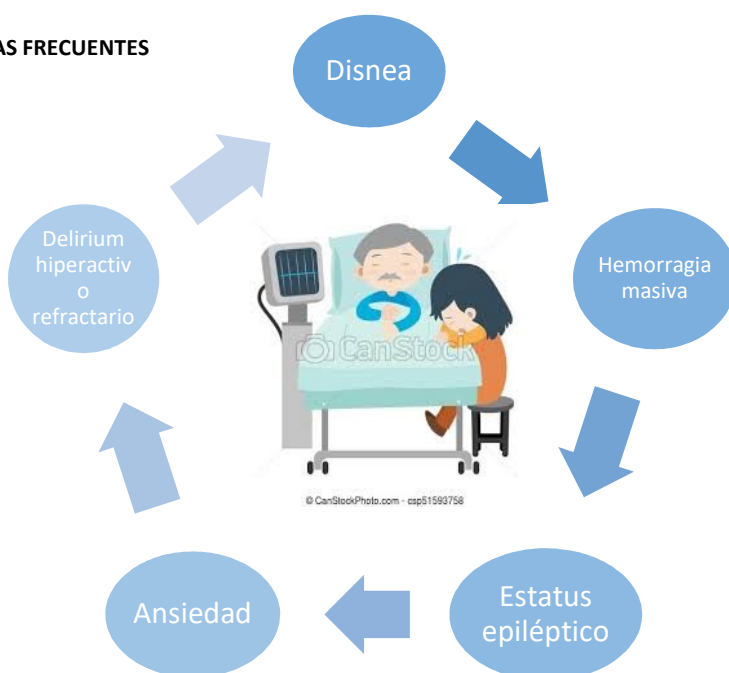 AS FRECUENTES
Disnea
Delirium
hiperactiv
o
refractario
Hemorragia
masiva
CanStock
© CanStockPhoto.com - csp51593758
Ansiedad
Estatus
epiléptico